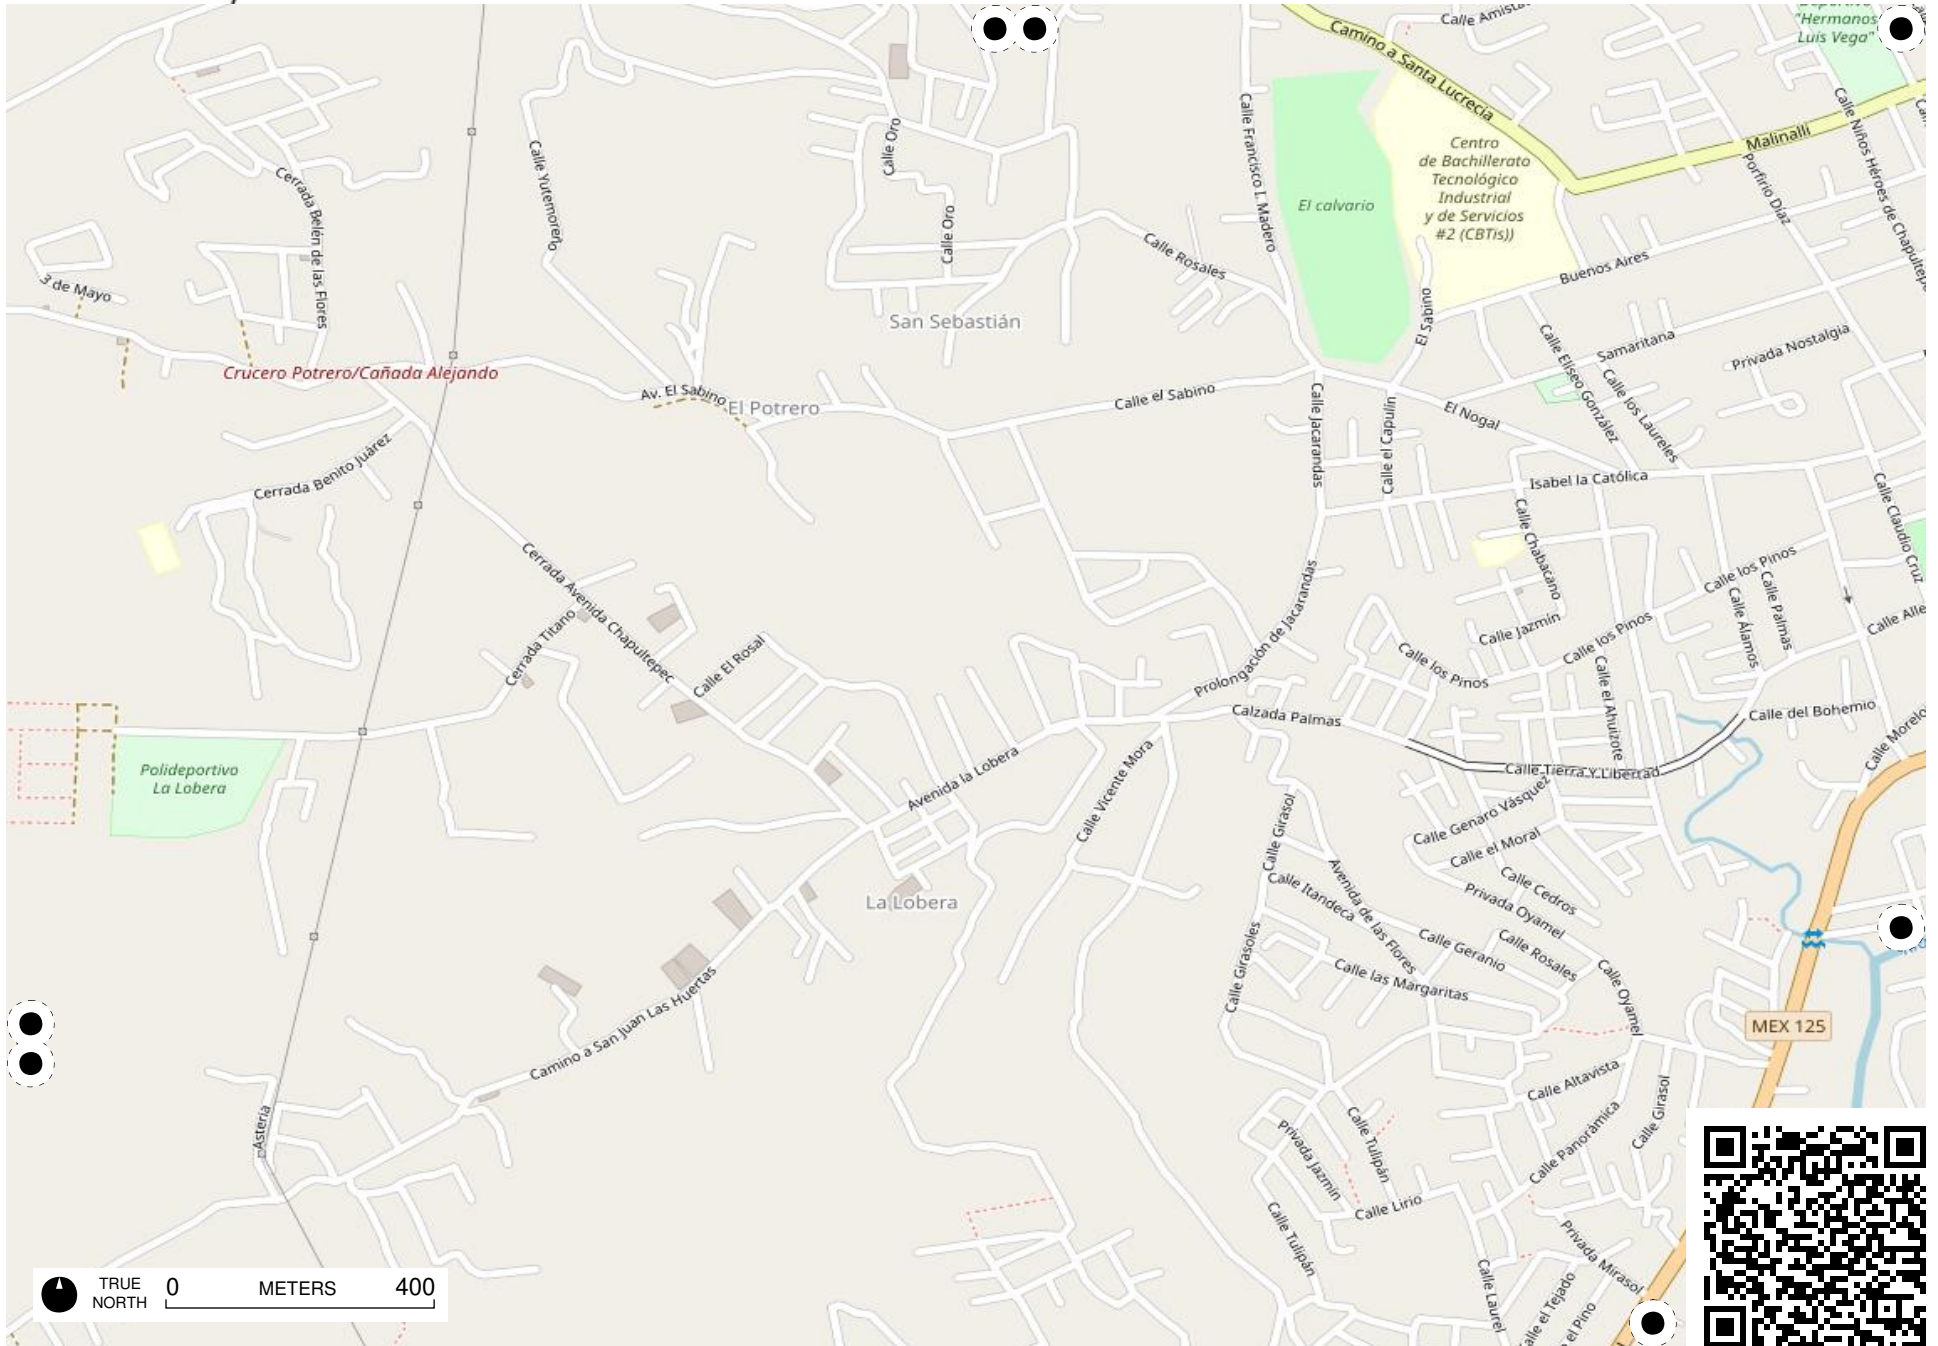 Calle Amista
"Hermanos
Luis Vega"
Camino a Santa Lucrecia
Malinalli
Calle Niños Héroes de Chapultepe
Porfirio Díaz
Centro
de Bachillerato
Tecnológico
Industrial
y de Servicios
#2 (CBTis))
El calvario
Calle Francisco I. Madero
Calle Oro
Calle Oro
Calle Yutemoreño
Cerrada Belén de las Flores
3 de Mayo
Calle Rosales
Buenos Aires
El Sabino
San Sebastián
Samaritana
Privada Nostalgia
Calle Eliseo González
Calle los Laureles
Crucero Potrero/Cañada Alejando
Av. El Sabino
El Potrero
Calle el Sabino
Calle Jacarandas
Calle el Capulín
El Nogal
Isabel la Católica
Cerrada Benito Juárez
Calle Chabacano
Calle Claudio Cruz
Cerrada Avenida Chapultepec
Cerrada Titano
Calle El Rosal
Prolongación de Jacarandas
Calle los Pinos
Calle Jazmín
Calle los Pinos
Calle los Pinos
Calle Palmas
Calle Álamos
Calle Alle
Calle el Ahuizote
Calzada Palmas
Calle del Bohemio
Calle Morelo
Polideportivo
La Lobera
Avenida la Lobera
Calle Vicente Mora
Calle Tierra Y Libertad
Calle Genaro Vásquez
Calle el Moral
Calle Girasol
Calle Itandeca
Avenida de las Flores
Calle Cedros
Privada Oyamel
La Lobera
Calle Girasoles
Calle Geranio
Calle Rosales
Calle las Margaritas
Calle Oyamel
MEX 125
Camino a San Juan Las Huertas
Asteria
Calle Altavista
Calle Girasol
Calle Panorámica
Calle Tulipán
Privada Jazmín
Calle Lirio
Calle Tulipán
Privada Mirasol
Calle Laurel
alle el Tejado
el Pino
TRUE
NORTH
0 METERS 400